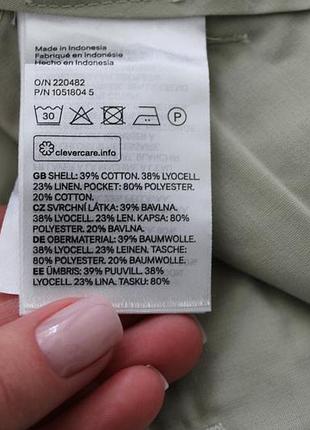 Made in Indonesia
Fabriqué en Indonésie
Hecho en Indonesia
O/N 220482
P/N 1051804 5
30
P
clevercare.info
GB SHELL: 39% COTTON. 38% LYOCELL.
23% LINEN. POCKET: 80% POLYESTER.
20% COTTON.
CZ SVRCHNÍ LÁTKA: 39% BAVLNA.
38% LYOCELL. 23% LEN. KAPSA: 80%
POLYESTER. 20% BAVLNA.
DE OBERMATERIAL: 39% BAUMWOLLE.
38% LYOCELL. 23% LEINEN. TASCHE:
80% POLYESTER. 20% BAUMWOLLE.
EE ÜMBRIS: 39% PUUVILL. 38%
LYOCELL. 23% LINA. TASKU: 80%